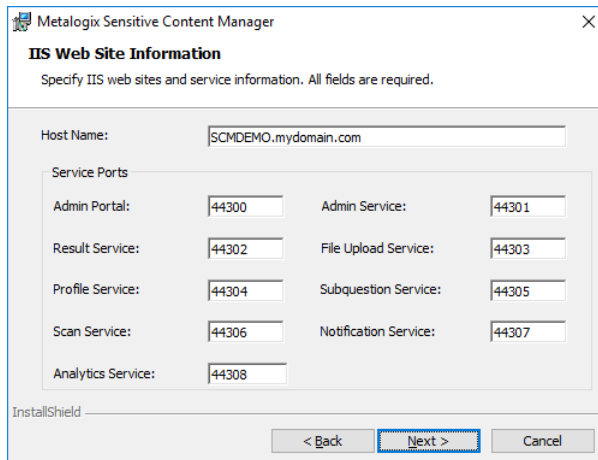 Metalogix Sensitive Content Manager
IIS Web Site Information
Specify IIS web sites and service information. All fields are required.
Host Name: SCMDEMO.mydomain.com
Service Ports
Admin Portal: 44300 Admin Service: 44301
Result Service: 44302 File Upload Service: 44303
Profile Service: 44304 Subquestion Service: 44305
Scan Service: 44306 Notification Service: 44307
Analytics Service: 44308
InstallShield
< Back Next > Cancel